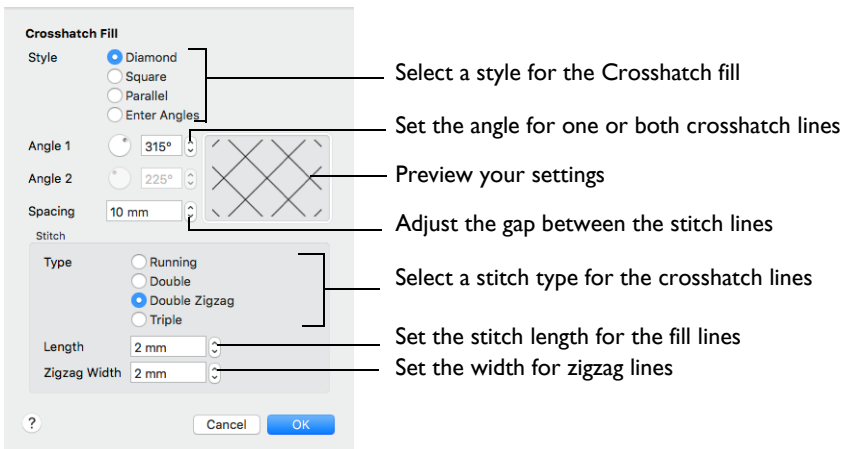 Crosshatch Fill
Style
Diamond
Square
Parallel
Enter Angles
Select a style for the Crosshatch fill
Angle 1
315°
Set the angle for one or both crosshatch lines
Angle 2
225°
Preview your settings
Spacing
10 mm
Adjust the gap between the stitch lines
Stitch
Type
Running
Double
Double Zigzag
Triple
Select a stitch type for the crosshatch lines
Length
2 mm
Set the stitch length for the fill lines
Zigzag Width
2 mm
Set the width for zigzag lines
?
Cancel
OK